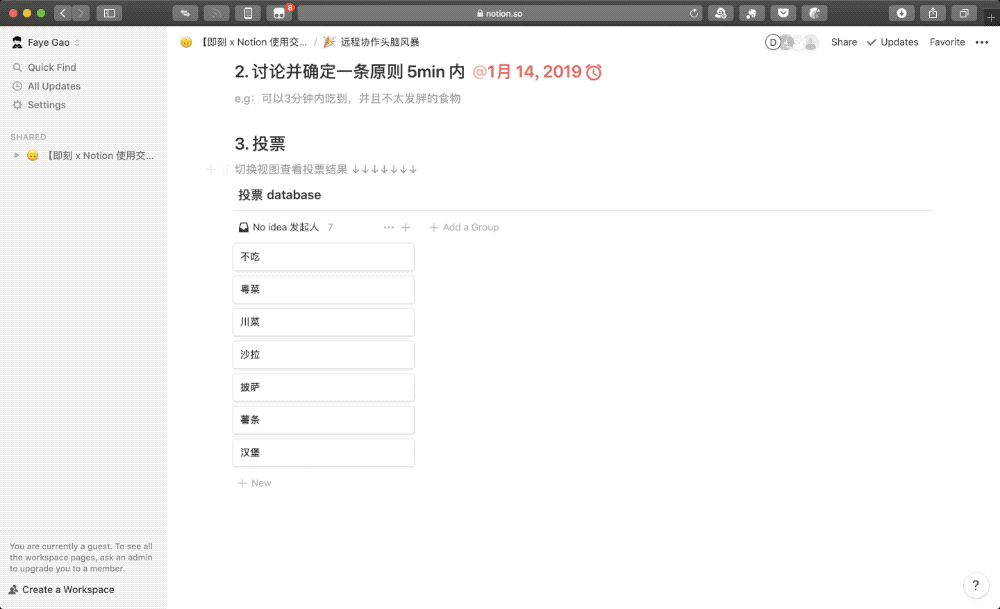 8
notion.so
Faye Gao
【即刻 x Notion 使用交... / 远程协作头脑风暴
D
Share
Updates
Favorite
Quick Find
All Updates
Settings
SHARED
【即刻 x Notion 使用交...
2. 讨论并确定一条原则 5min 内 @1月 14, 2019
e.g：可以3分钟内吃到，并且不太发胖的食物
3. 投票
切换视图查看投票结果 ↓↓↓↓↓↓↓
投票 database
No idea 发起人 7
Add a Group
不吃
粤菜
川菜
沙拉
披萨
薯条
汉堡
New
You are currently a guest. To see all
the workspace pages, ask an admin
to upgrade you to a member.
Create a Workspace
?